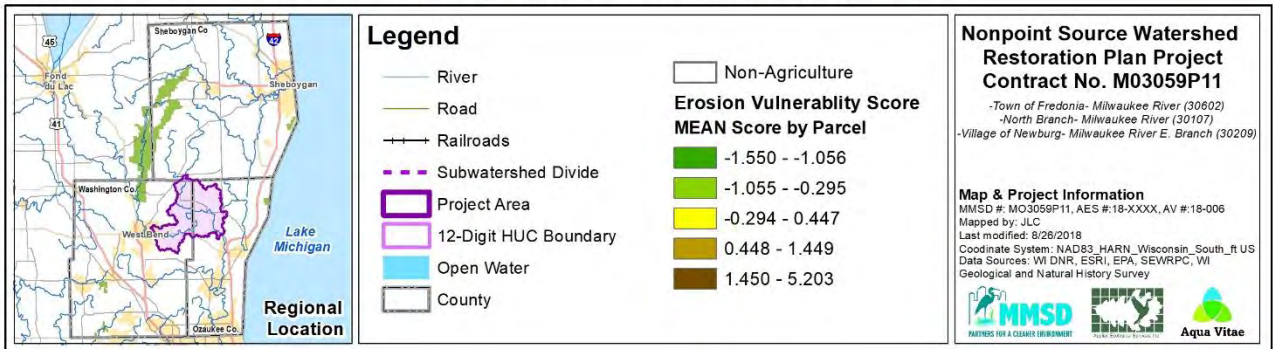 Sheboygan Co
45
42
Fond
du Lac
Sheboygan
41
Washington Co.
West Bend
Lake
Michigan
Ozaukee Co.
Regional
Location
Legend
River
Road
Railroads
Subwatershed Divide
Project Area
12-Digit HUC Boundary
Open Water
County
Non-Agriculture
Erosion Vulnerablity Score
MEAN Score by Parcel
-1.550 - -1.056
-1.055 - -0.295
-0.294 - 0.447
0.448 - 1.449
1.450 - 5.203
Nonpoint Source Watershed
Restoration Plan Project
Contract No. M03059P11
-Town of Fredonia- Milwaukee River (30602)
-North Branch- Milwaukee River (30107)
-Village of Newburg- Milwaukee River E. Branch (30209)
Map & Project Information
MMSD #: MO3059P11, AES #:18-XXXX, AV #:18-006
Mapped by: JLC
Last modified: 8/26/2018
Coodinate System: NAD83_HARN_Wisconsin_South_ft US
Data Sources: WI DNR, ESRI, EPA, SEWRPC, WI
Geological and Natural History Survey
MMSD
PARTNERS FOR A CLEANER ENVIRONMENT
Aqua Vitae